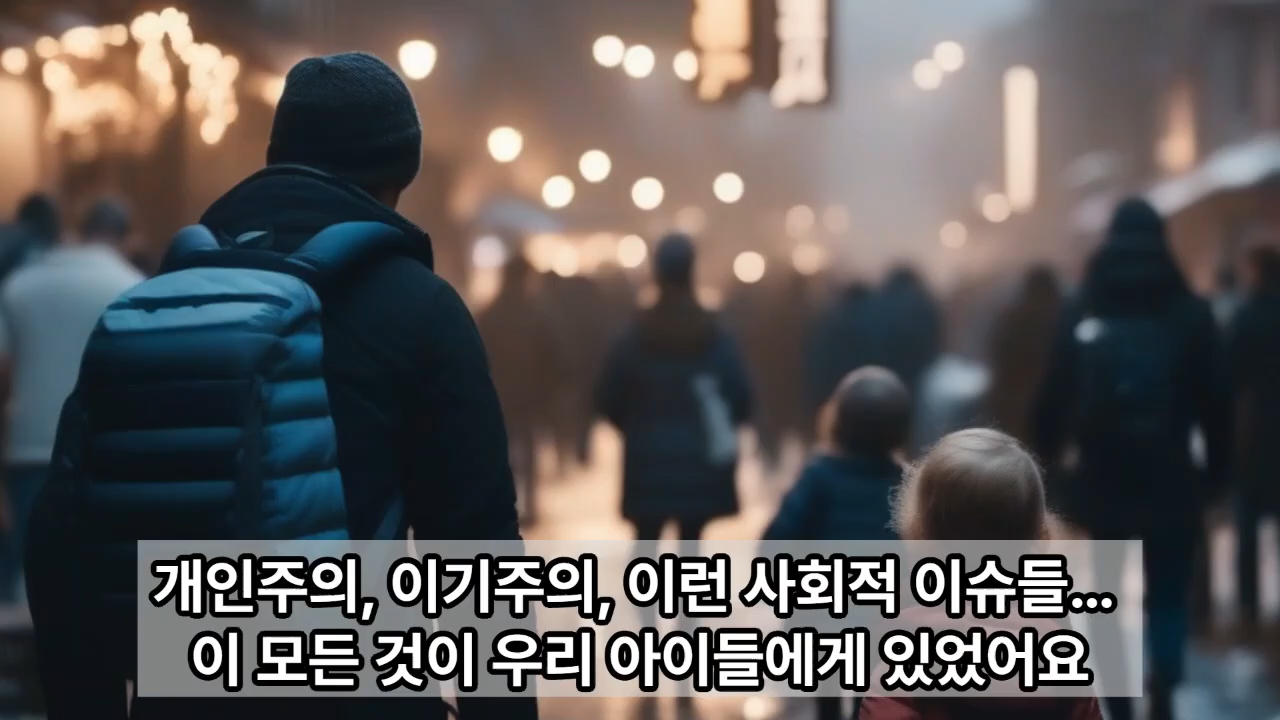 개인주의, 이기주의, 이런 사회적 이슈들...
이 모든 것이 우리 아이들에게 있었어요